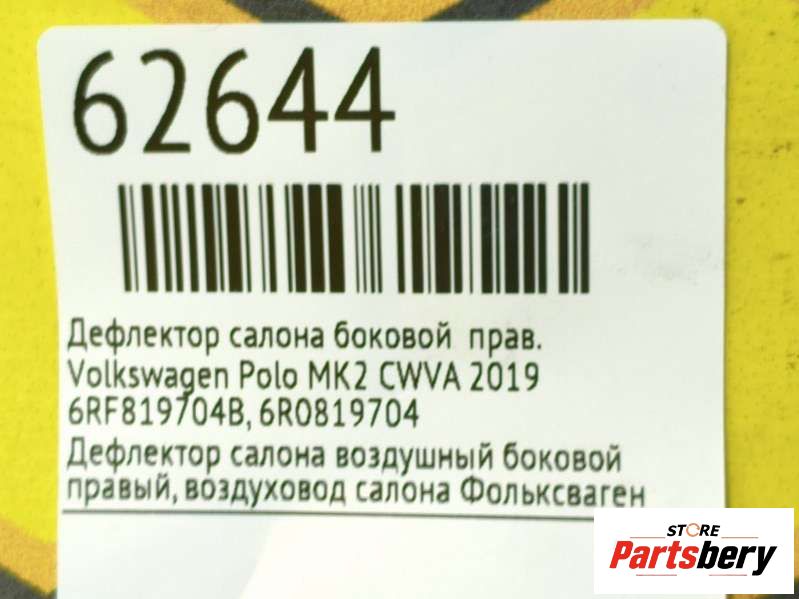 62644
Дефлектор салона боковой прав.
Volkswagen Polo MK2 CWVA 2019
6RF819704B, 6R0819704
Дефлектор салона воздушный боковой
правый, воздуховод салона Фольксваген
STORE
Partsbery